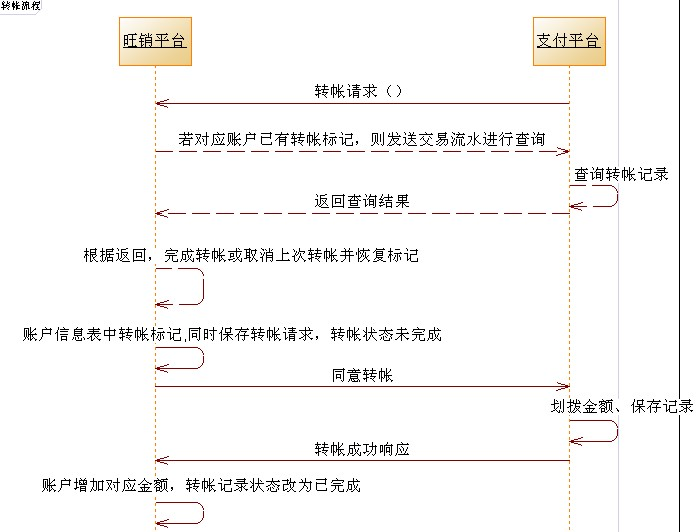 转帐流程
旺销平台
支付平台
转帐请求（）
若对应账户已有转帐标记，则发送交易流水进行查询
查询转帐记录
返回查询结果
根据返回，完成转帐或取消上次转帐并恢复标记
账户信息表中转帐标记,同时保存转帐请求，转帐状态未完成
同意转帐
划拨金额、保存记录
转帐成功响应
账户增加对应金额，转帐记录状态改为已完成